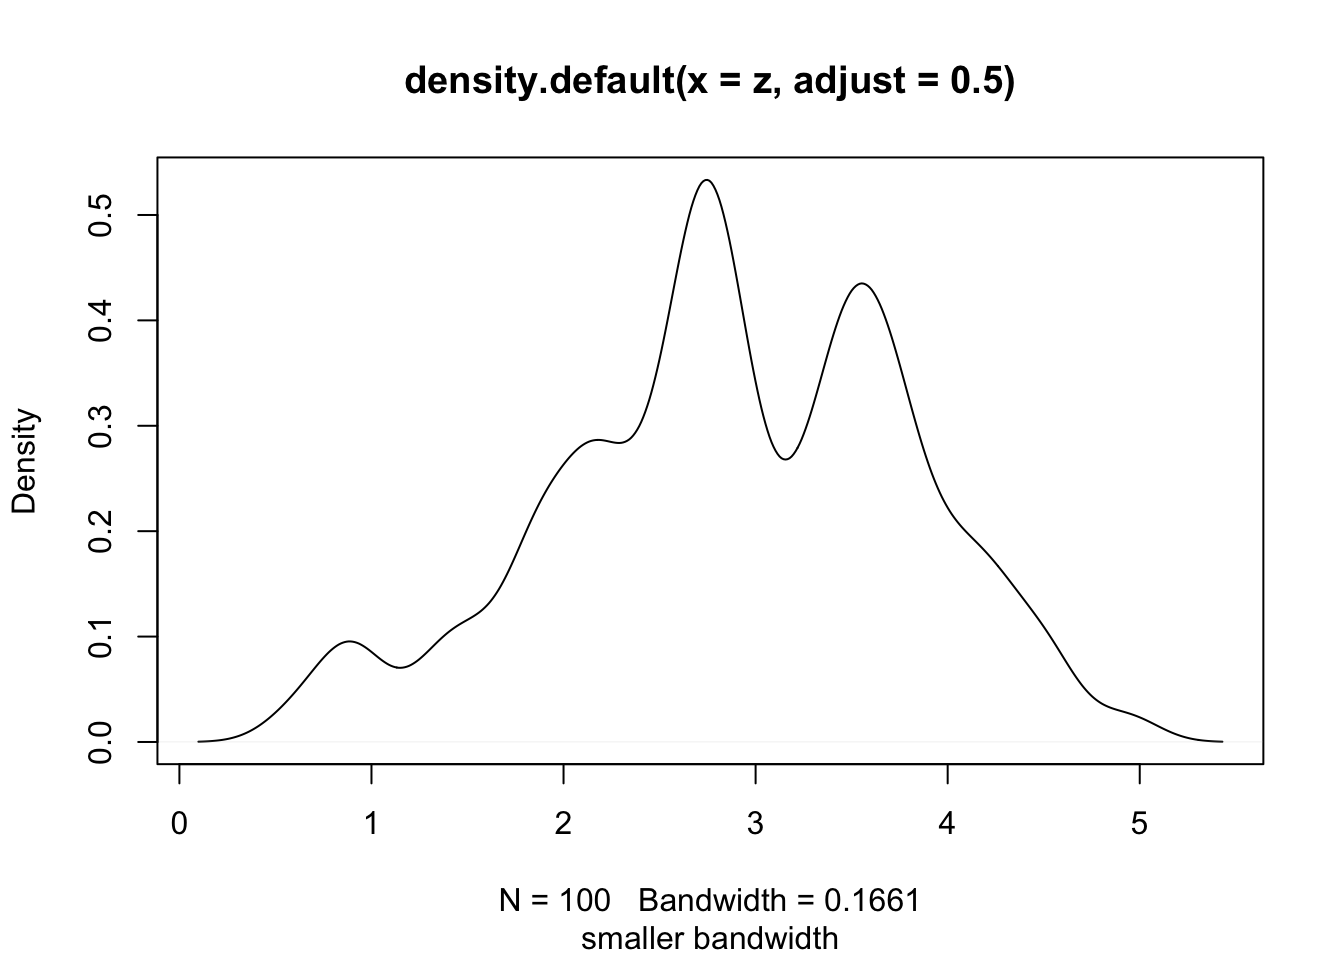 density.default(x = z, adjust = 0.5)
Density
0.5
0.4
0.3
0.2
0.1
0.0
0 1 2 3 4 5
N = 100   Bandwidth = 0.1661
smaller bandwidth